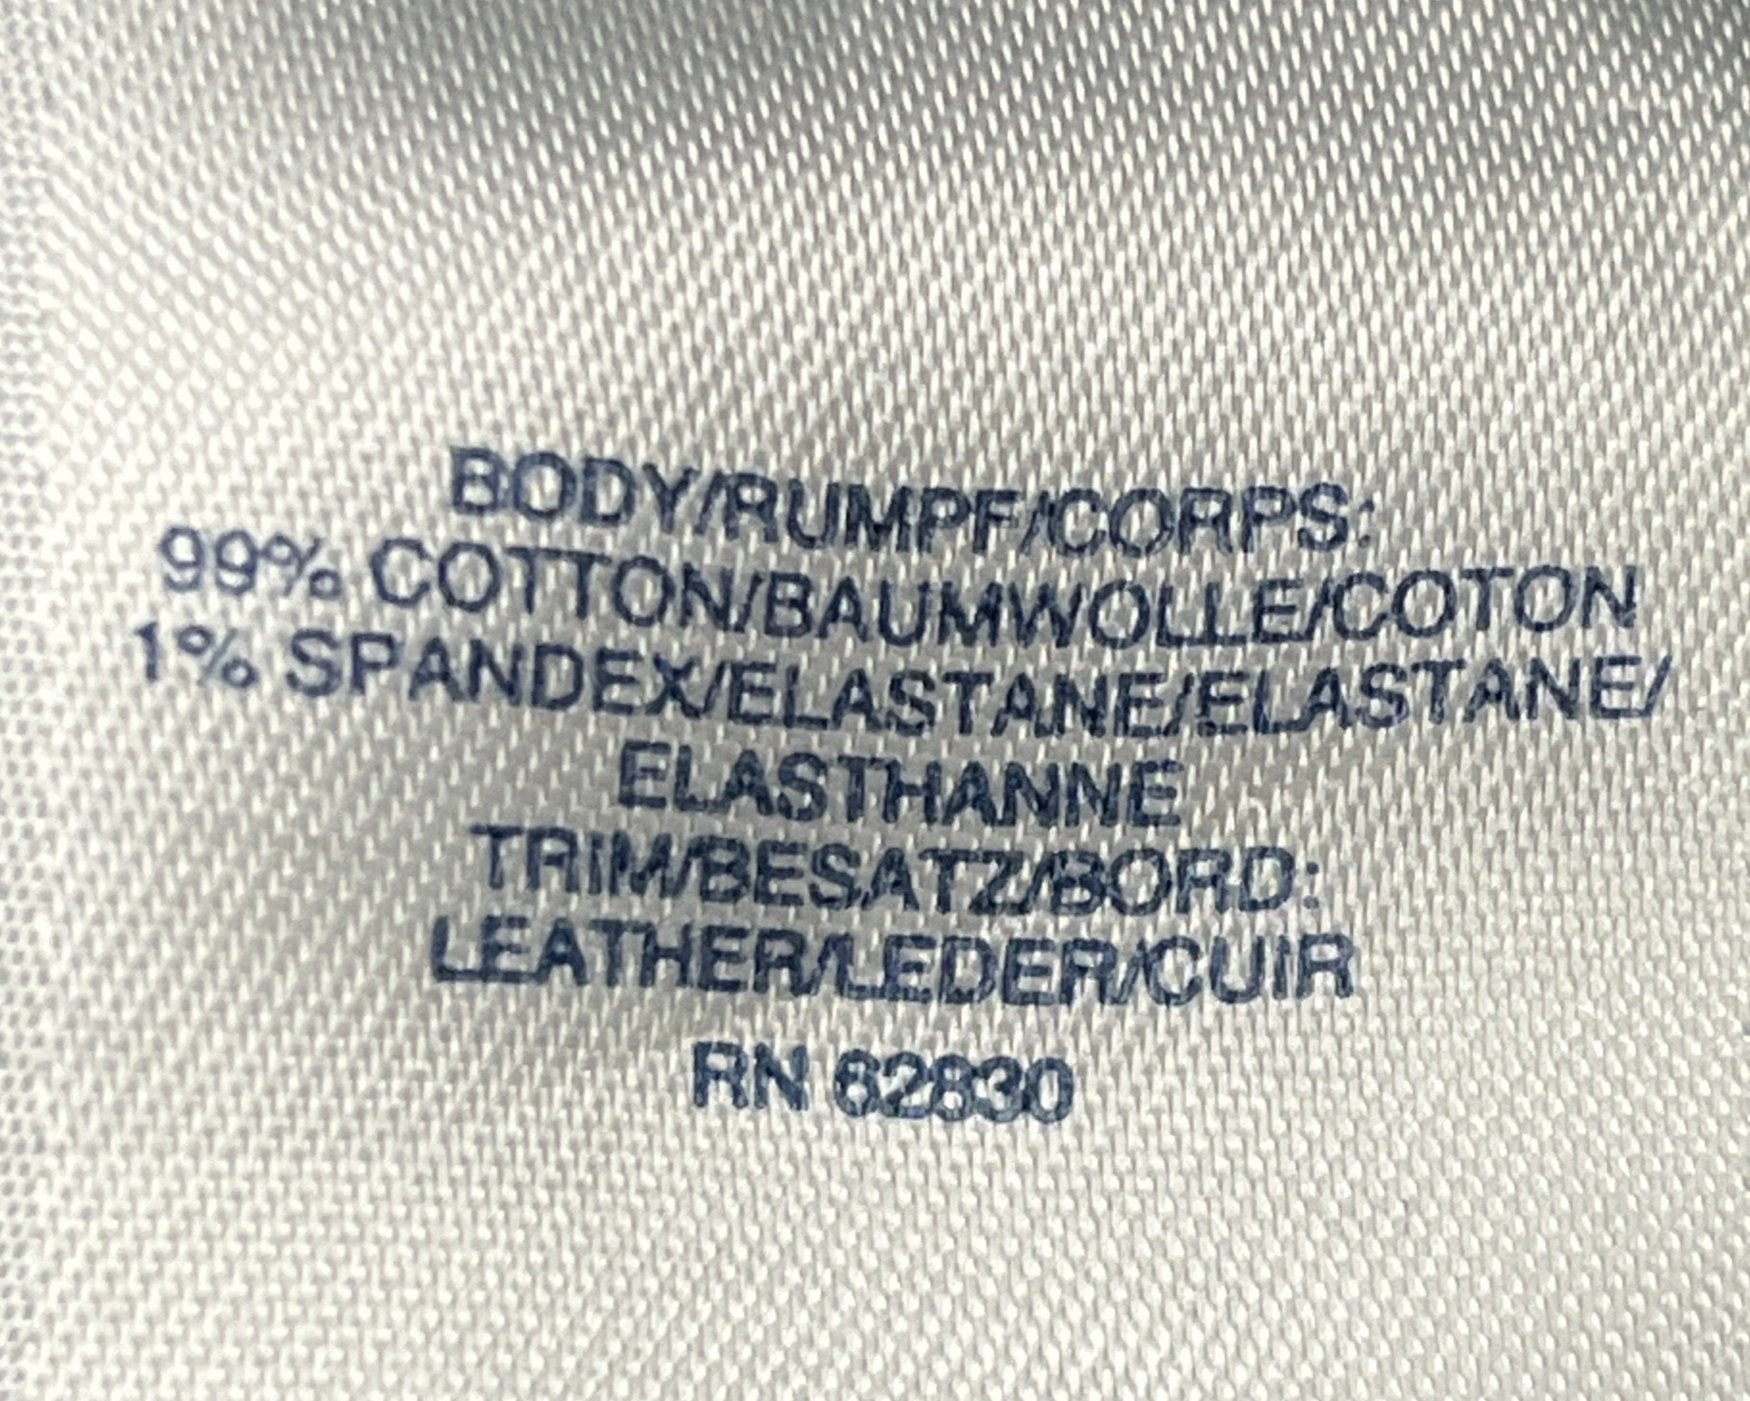 BODY/RUMPF/CORPS:
99% COTTON/BAUMWOLLE/COTON
1% SPANDEX/ELASTANE/ELASTANE/
ELASTHANNE
TRIM/BESATZ/BORD:
LEATHER/LEDER/CUIR
RN 62830